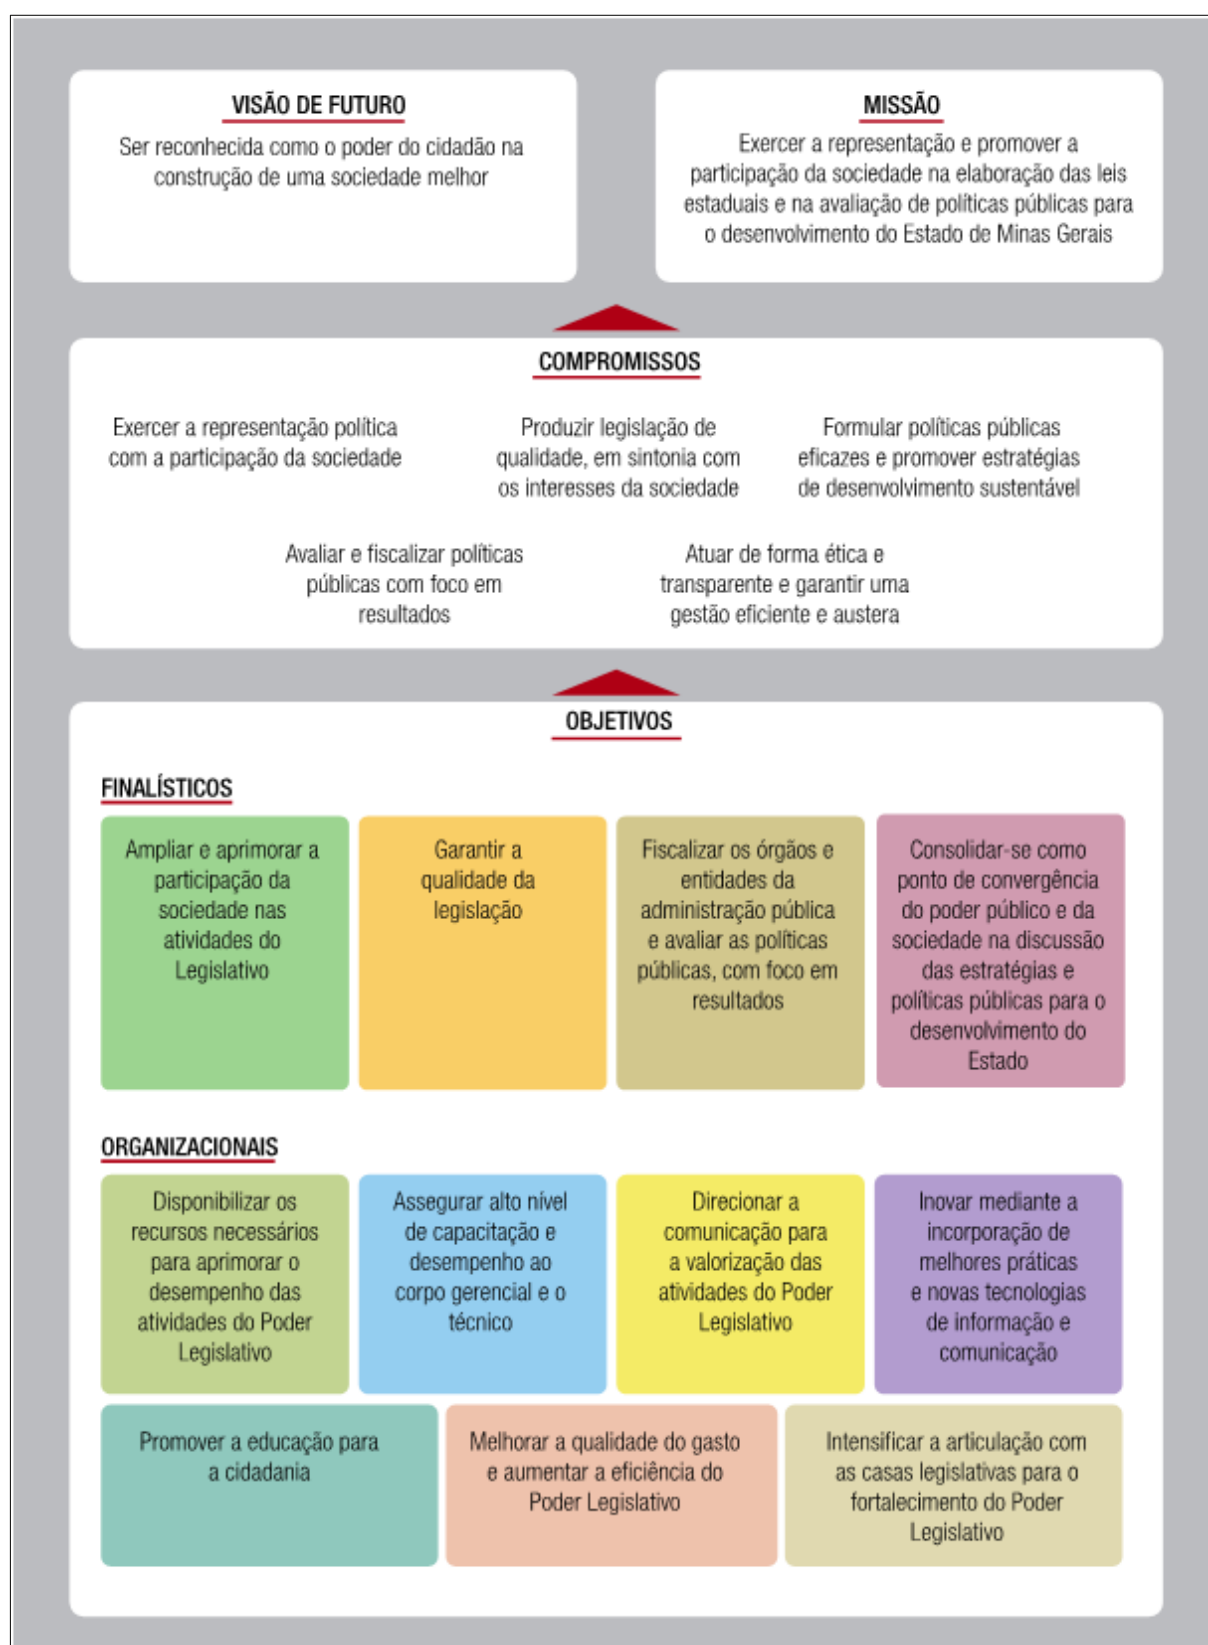 VISÃO DE FUTURO
Ser reconhecida como o poder do cidadão na
construção de uma sociedade melhor
MISSÃO
Exercer a representação e promover a
participação da sociedade na elaboração das leis
estaduais e na avaliação de políticas públicas para
o desenvolvimento do Estado de Minas Gerais
COMPROMISSOS
Exercer a representação política
com a participação da sociedade
Produzir legislação de
qualidade, em sintonia com
os interesses da sociedade
Formular políticas públicas
eficazes e promover estratégias
de desenvolvimento sustentável
Avaliar e fiscalizar políticas
públicas com foco em
resultados
Atuar de forma ética e
transparente e garantir uma
gestão eficiente e austera
OBJETIVOS
FINALÍSTICOS
Ampliar e aprimorar a
participação da
sociedade nas
atividades do
Legislativo
Garantir a
qualidade da
legislação
Fiscalizar os órgãos e
entidades da
administração pública
e avaliar as políticas
públicas, com foco em
resultados
Consolidar-se como
ponto de convergência
do poder público e da
sociedade na discussão
das estratégias e
políticas públicas para o
desenvolvimento do
Estado
ORGANIZACIONAIS
Disponibilizar os
recursos necessários
para aprimorar o
desempenho das
atividades do Poder
Legislativo
Assegurar alto nível
de capacitação e
desempenho ao
corpo gerencial e o
técnico
Direcionar a
comunicação para
a valorização das
atividades do Poder
Legislativo
Inovar mediante a
incorporação de
melhores práticas
e novas tecnologias
de informação e
comunicação
Promover a educação para
a cidadania
Melhorar a qualidade do gasto
e aumentar a eficiência do
Poder Legislativo
Intensificar a articulação com
as casas legislativas para o
fortalecimento do Poder
Legislativo